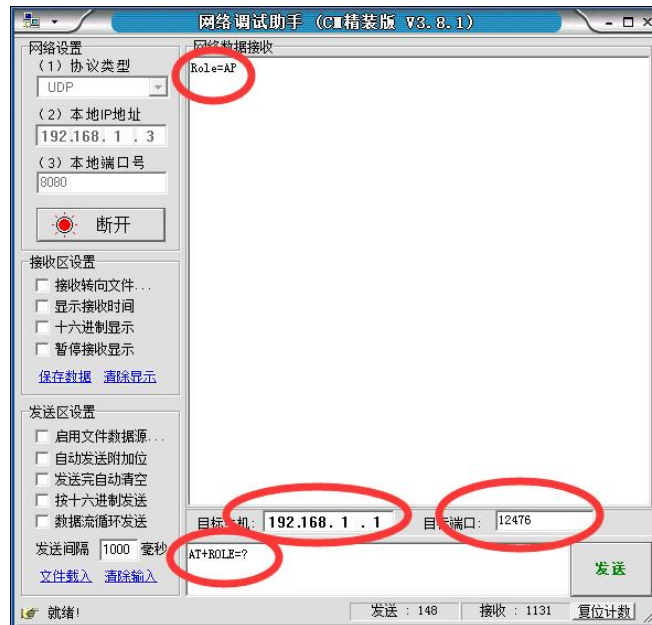 网络调试助手 (CⅢ精装版 V3.8.1)
网络设置
(1) 协议类型
UDP
(2) 本地IP地址
192.168. 1 . 3
(3) 本地端口号
8080
断开
接收区设置
接收转向文件...
显示接收时间
十六进制显示
暂停接收显示
保存数据 清除显示
发送区设置
启用文件数据源...
自动发送附加位
发送完自动清空
按十六进制发送
数据流循环发送
发送间隔 1000 毫秒
文件载入 清除输入
网络数据接收
Role=AP
目标主机: 192.168. 1 . 1 目标端口: 12476
AT+ROLE=?
发送
就绪! 发送 : 148 接收 : 1131 复位计数